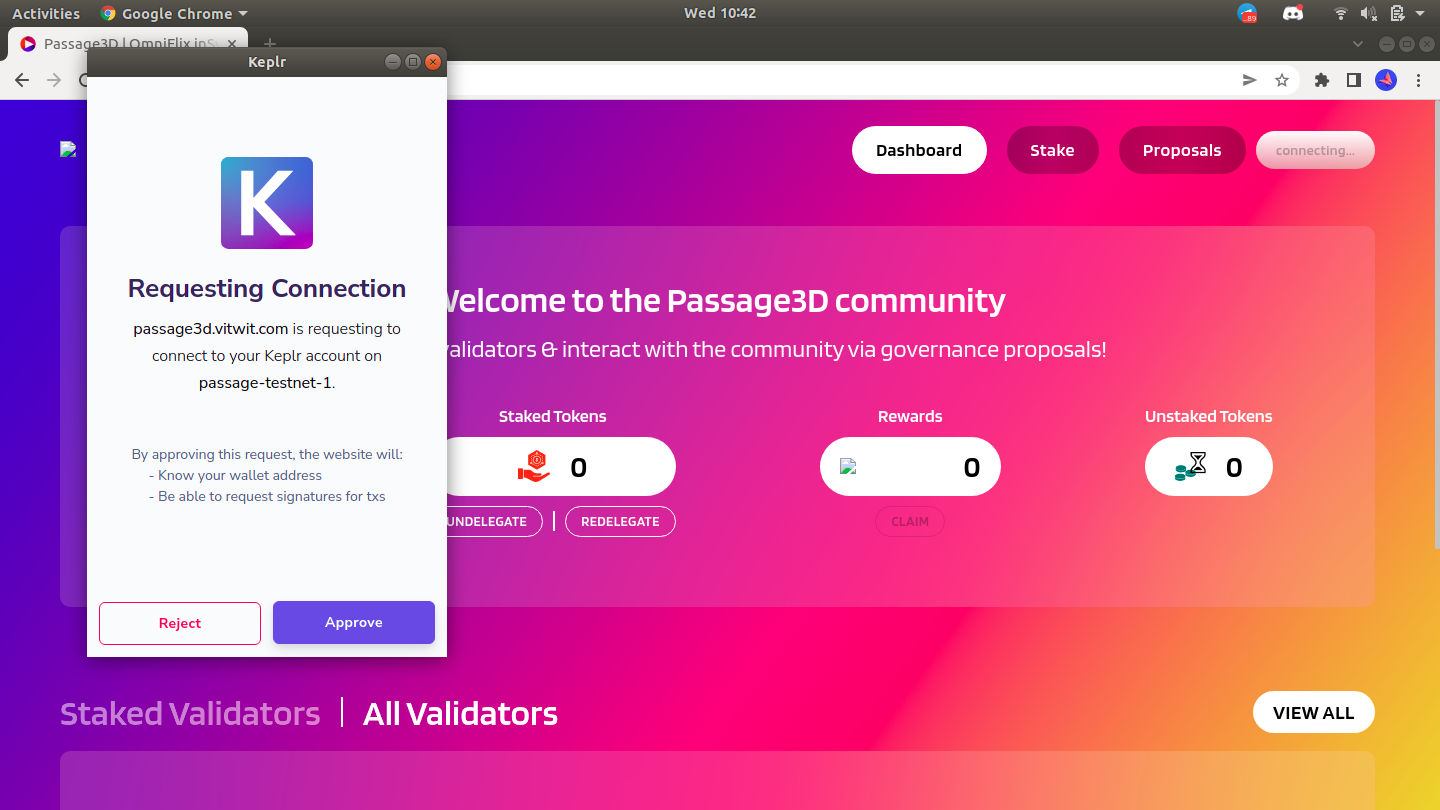 Activities
Google Chrome
Wed 10:42
89
Passage3D | OmniFlix inSy
Keplr
K
Requesting Connection
passage3d.vitwit.com is requesting to
connect to your Keplr account on
passage-testnet-1.
By approving this request, the website will:
- Know your wallet address
- Be able to request signatures for txs
Reject
Approve
Dashboard
Stake
Proposals
connecting...
Welcome to the Passage3D community
validators & interact with the community via governance proposals!
Staked Tokens
0
UNDELEGATE
REDELEGATE
Rewards
0
CLAIM
Unstaked Tokens
0
Staked Validators
All Validators
VIEW ALL